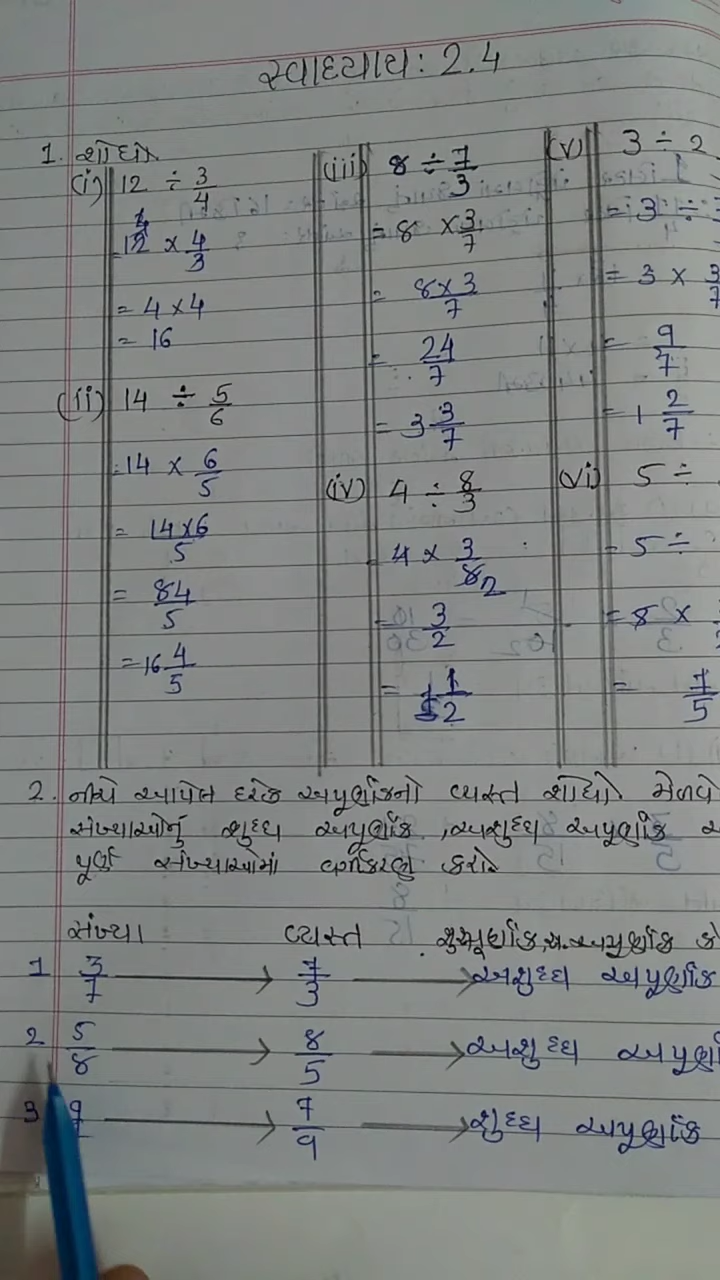 સ્વાધ્યાય: 2.4
1. શોધો
(i) 12 ÷ 3/4
= 12 4 × 4/3
= 4 × 4
= 16
(ii) 14 ÷ 5/6
= 14 × 6/5
= 14×6/5
= 84/5
= 16 4/5
(iii) 8 ÷ 7/3
= 8 × 3/7
= 8×3/7
= 24/7
= 3 3/7
(iv) 4 ÷ 8/3
= 4 × 3/8 2
= 3/2
= 1 1/2
(v) 3 ÷ 2
= 3 ÷
= 3 × 3/7
= 9/7
= 1 2/7
(vi) 5 ÷
= 5 ÷
= 5 ×
= 7/5
2. નીચે આપેલ દરેક અપૂર્ણાંકનો વ્યસ્ત શોધો. મેળવે
સંખ્યાઓનું શુધ્ધ અપૂર્ણાંક, અશુધ્ધ અપૂર્ણાંક અ
પૂર્ણ સંખ્યાઓમાં વર્ગીકરણ કરો
સંખ્યા વ્યસ્ત
1 3/7 → 7/3 → અશુધ્ધ અપૂર્ણાંક
2 5/8 → 8/5 → અશુધ્ધ અપૂર્ણાં
3 9 → 7/9 → શુધ્ધ અપૂર્ણાંક